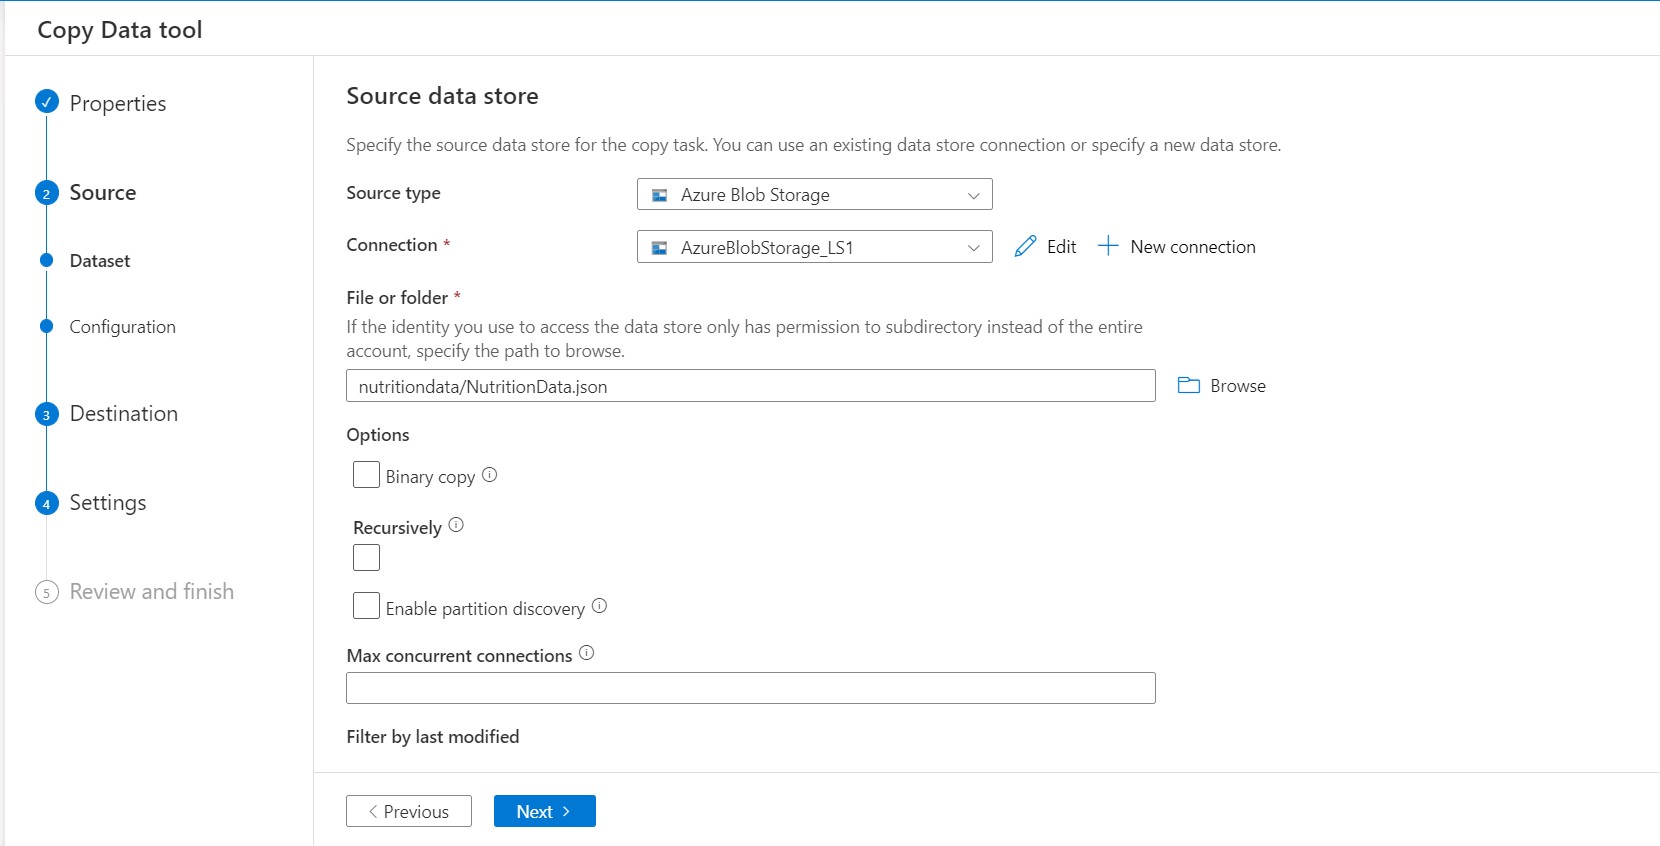 Copy Data tool
Properties
2 Source
Dataset
Configuration
3 Destination
4 Settings
5 Review and finish
Source data store
Specify the source data store for the copy task. You can use an existing data store connection or specify a new data store.
Source type Azure Blob Storage
Connection * AzureBlobStorage_LS1 Edit New connection
File or folder *
If the identity you use to access the data store only has permission to subdirectory instead of the entire
account, specify the path to browse.
nutritiondata/NutritionData.json Browse
Options
Binary copy
Recursively
Enable partition discovery
Max concurrent connections
Filter by last modified
< Previous Next >